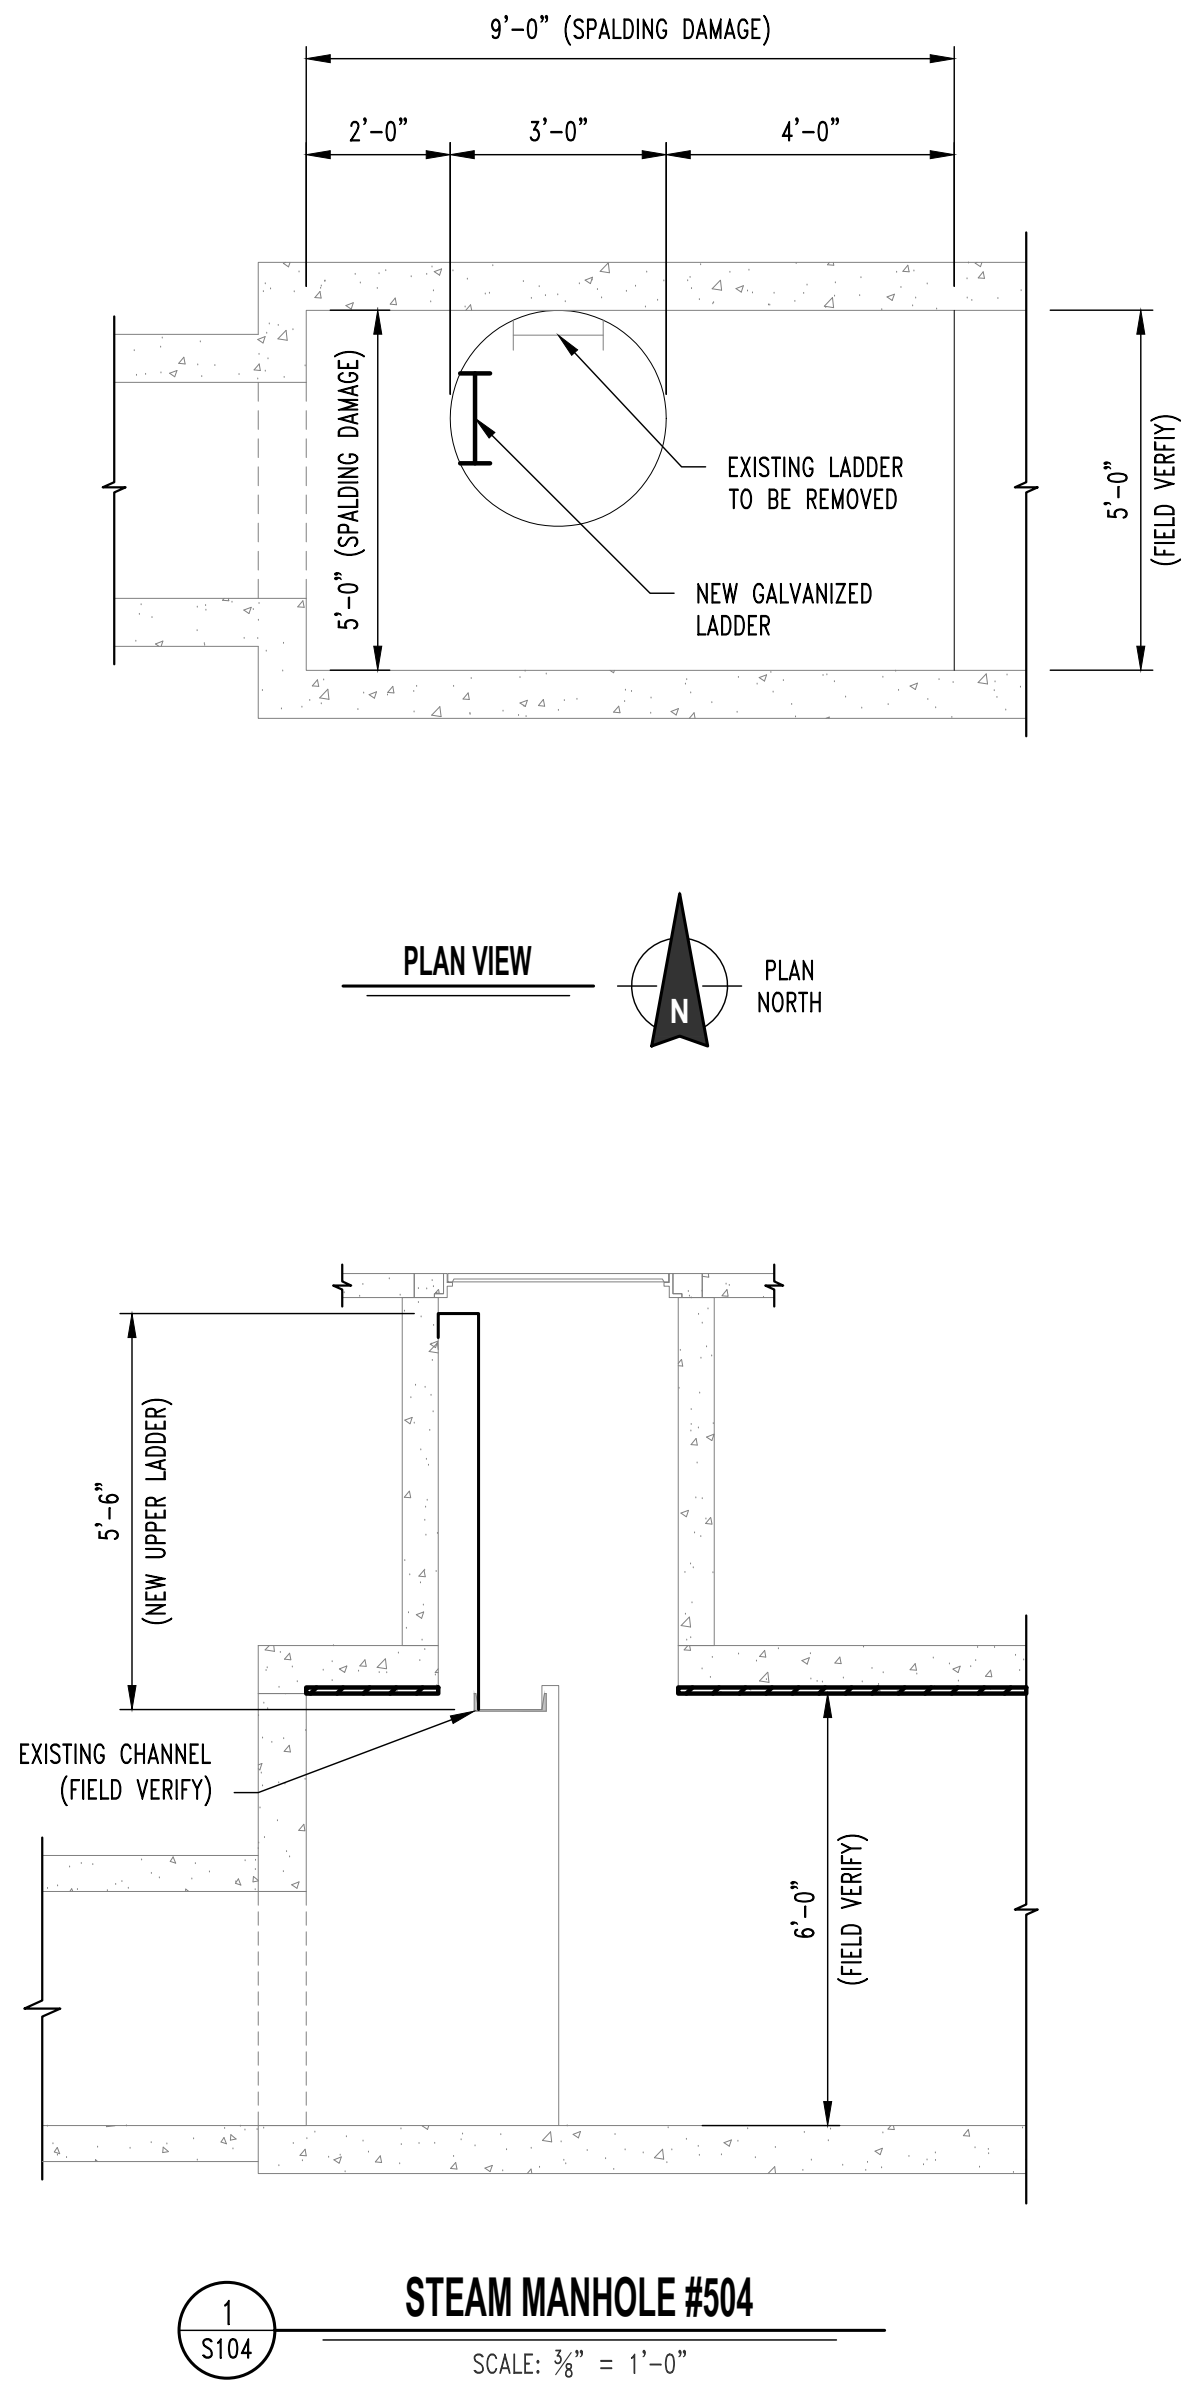 9'-0" (SPALDING DAMAGE)
2'-0"
3'-0"
4'-0"
5'-0" (SPALDING DAMAGE)
EXISTING LADDER
TO BE REMOVED
NEW GALVANIZED
LADDER
5'-0"
(FIELD VERFIY)
PLAN VIEW
N
PLAN
NORTH
5'-6"
(NEW UPPER LADDER)
EXISTING CHANNEL
(FIELD VERIFY)
6'-0"
(FIELD VERIFY)
1
S104
STEAM MANHOLE #504
SCALE: ⅜" = 1'-0"